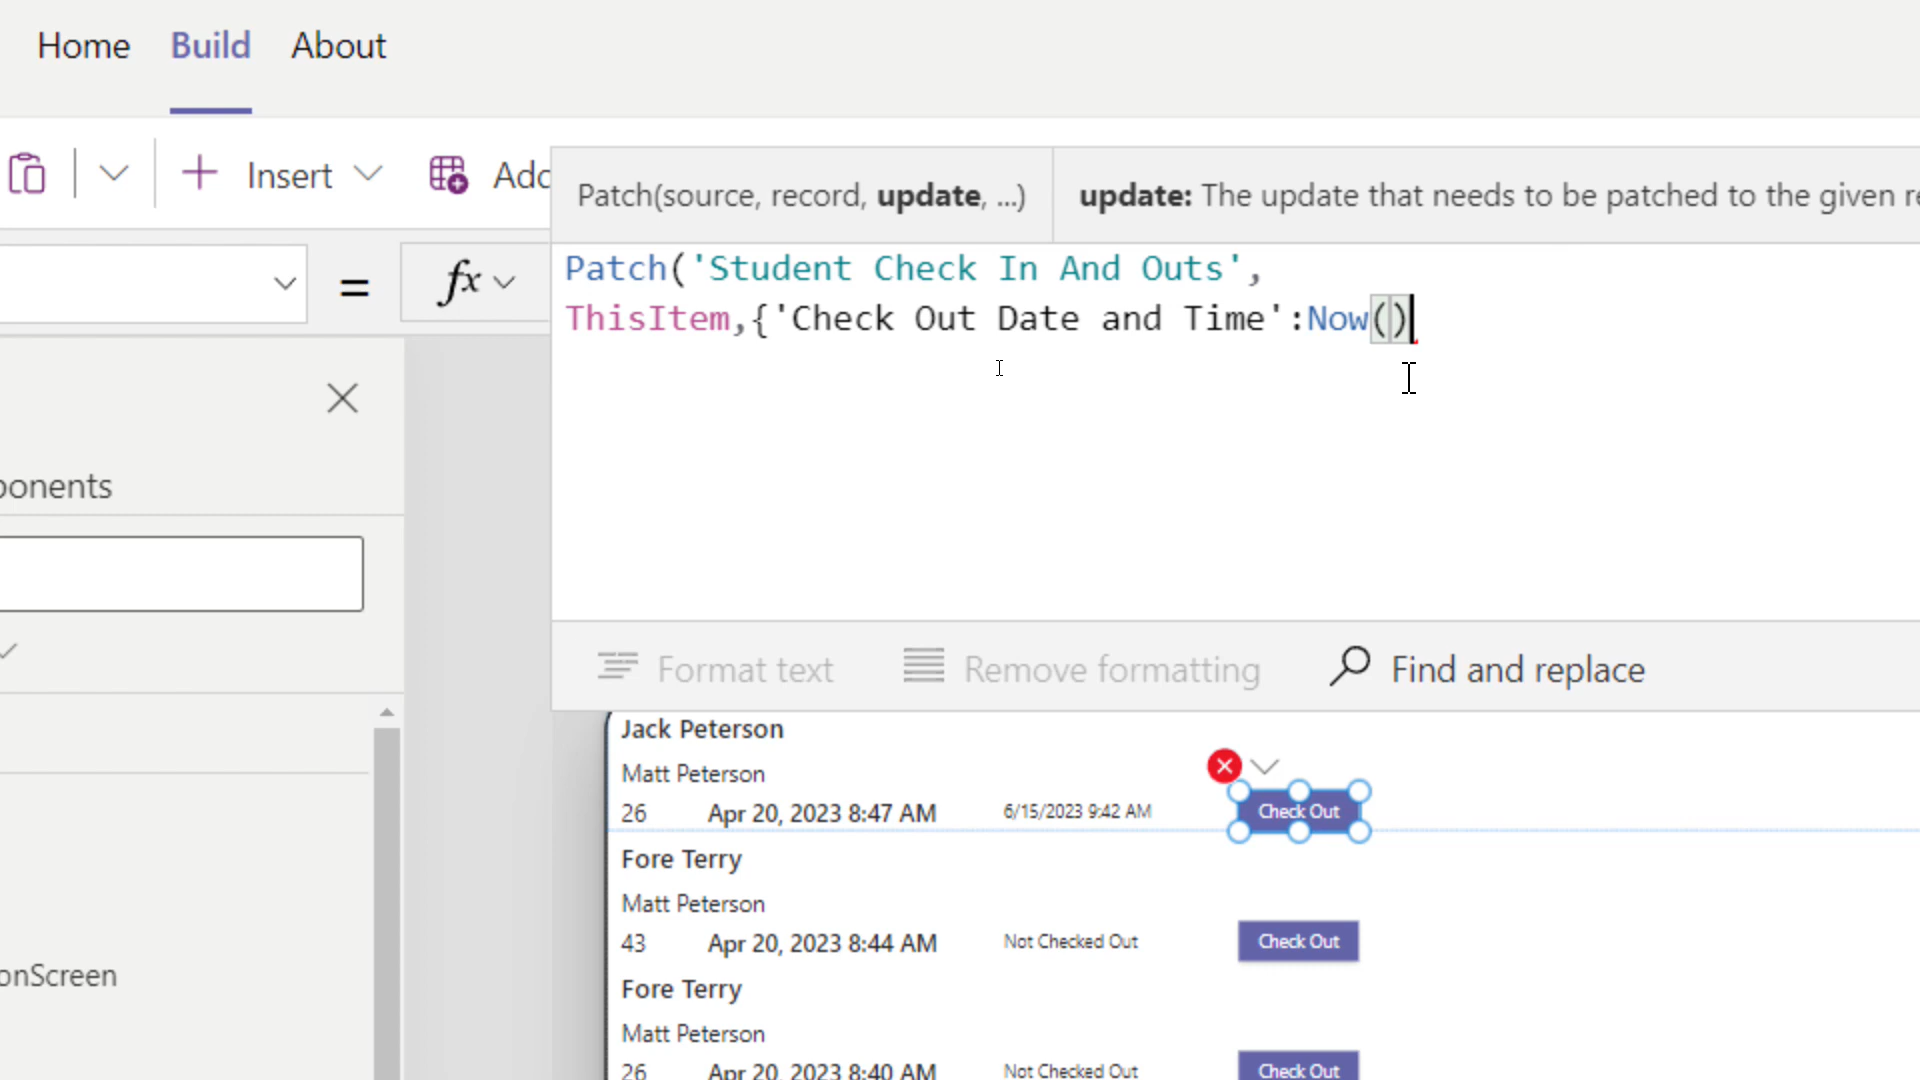 Home Build About
Insert
Patch(source, record, update, ...) update: The update that needs to be patched to the given
= fx
Patch('Student Check In And Outs',
ThisItem,{'Check Out Date and Time':Now()
Format text Remove formatting Find and replace
Jack Peterson
Matt Peterson
26 Apr 20, 2023 8:47 AM 6/15/2023 9:42 AM Check Out
Fore Terry
Matt Peterson
43 Apr 20, 2023 8:44 AM Not Checked Out Check Out
Fore Terry
Matt Peterson
26 Apr 20, 2023 8:40 AM Not Checked Out Check Out
ponents
onScreen